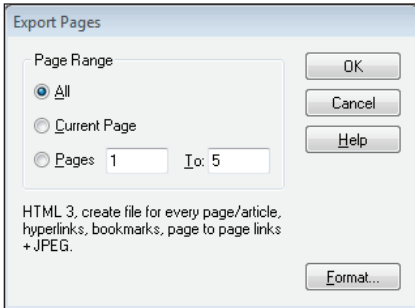 Export Pages
Page Range
All
Current Page
Pages 1 To: 5
OK
Cancel
Help
HTML 3, create file for every page/article,
hyperlinks, bookmarks, page to page links
+JPEG.
Format...